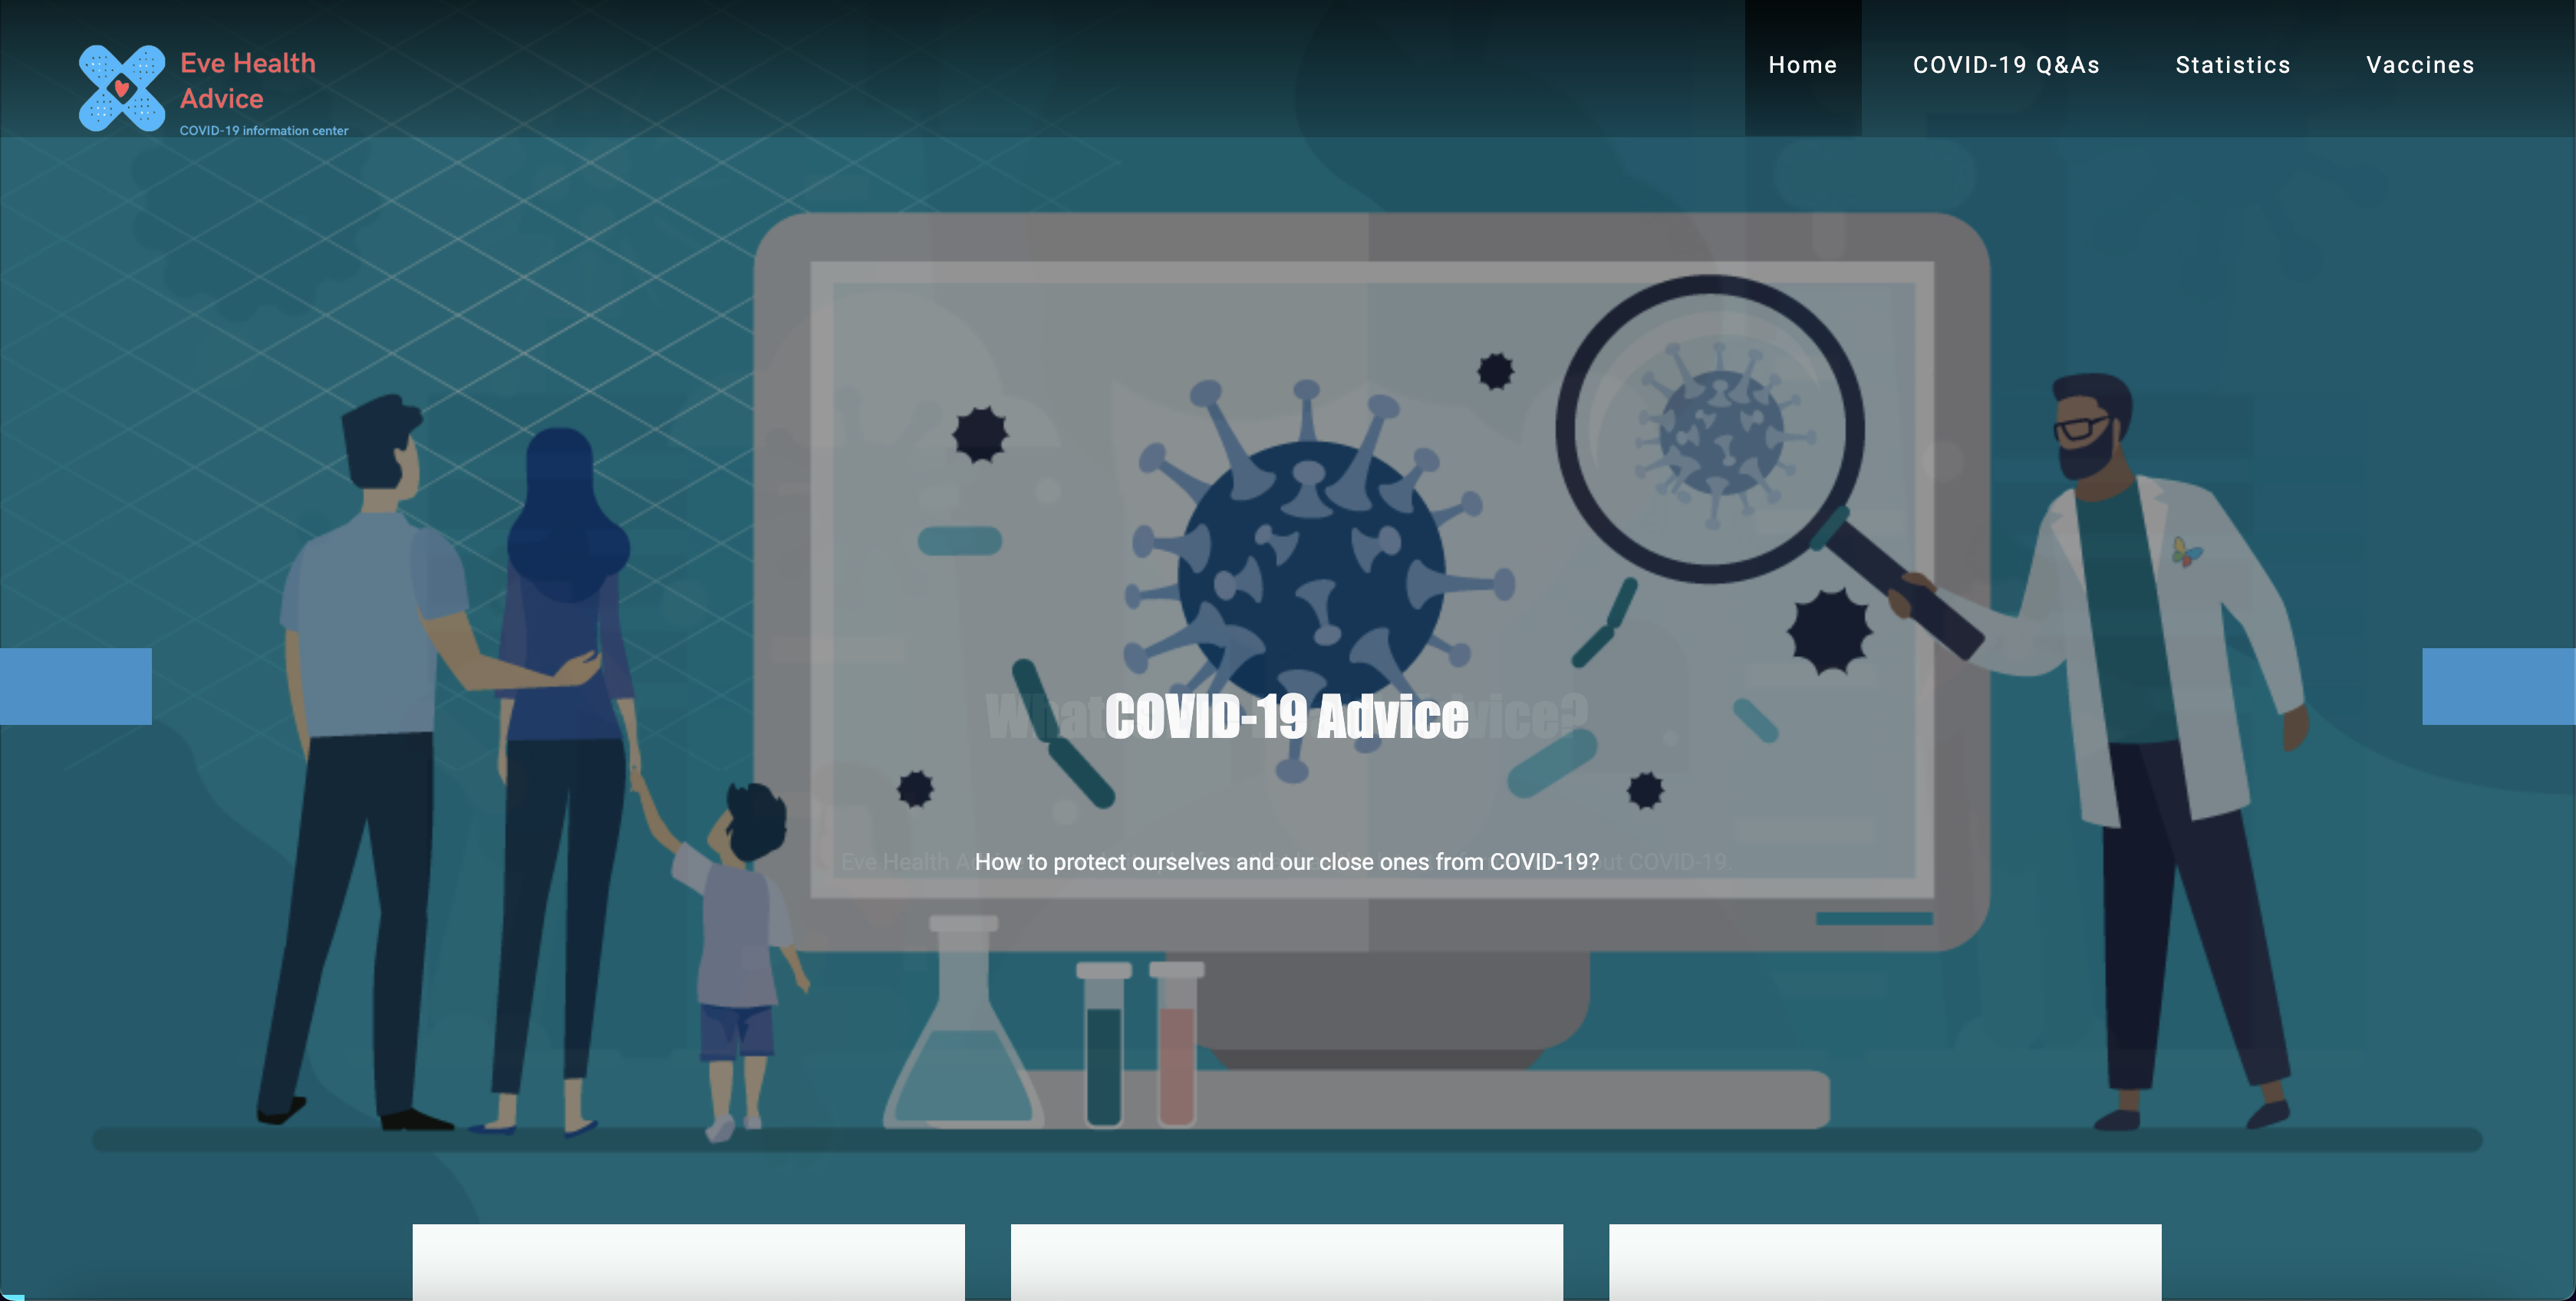 Eve Health
Advice
COVID-19 information center
Home
COVID-19 Q&As
Statistics
Vaccines
COVID-19 Advice
How to protect ourselves and our close ones from COVID-19?